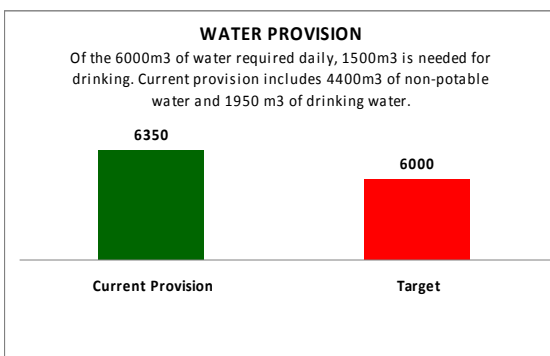 WATER PROVISION
Of the 6000m3 of water required daily, 1500m3 is needed for
drinking. Current provision includes 4400m3 of non-potable
water and 1950 m3 of drinking water.
6350
6000
Current Provision
Target